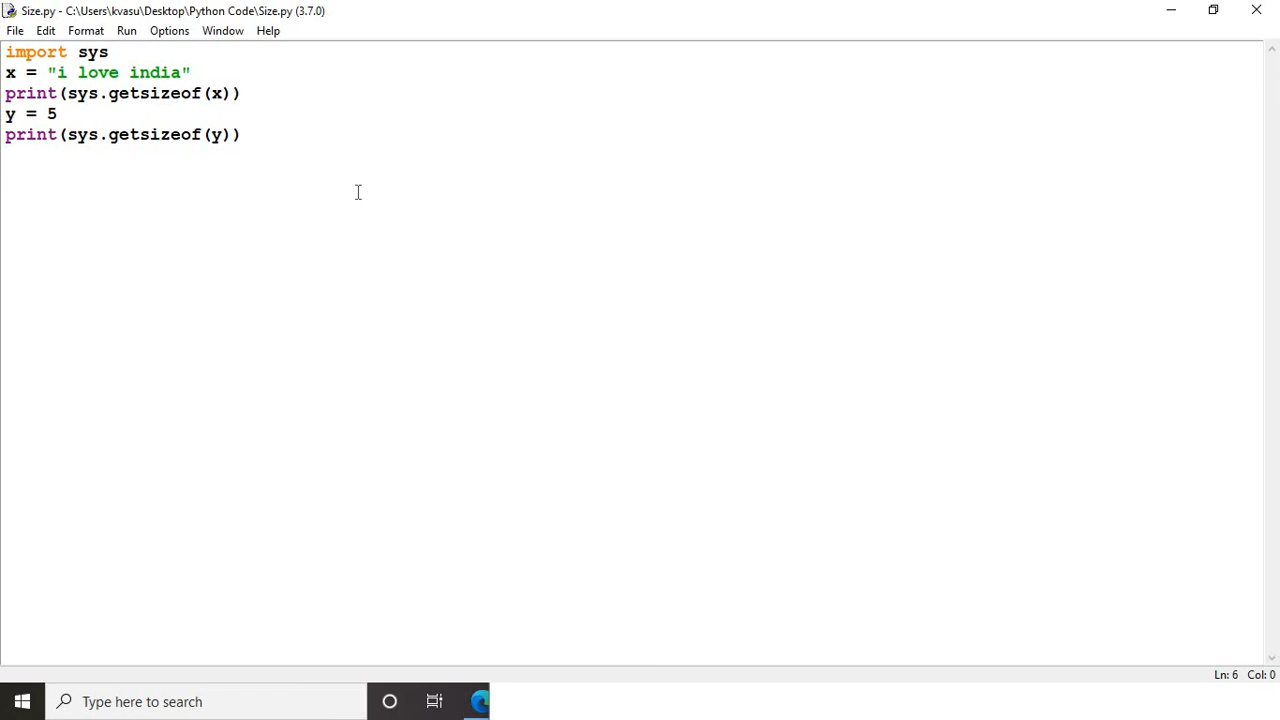 Size.py - C:\Users\kvasu\Desktop\Python Code\Size.py (3.7.0)
File Edit Format Run Options Window Help
import sys
x = "i love india"
print(sys.getsizeof(x))
y = 5
print(sys.getsizeof(y))
Ln: 6 Col: 0
Type here to search